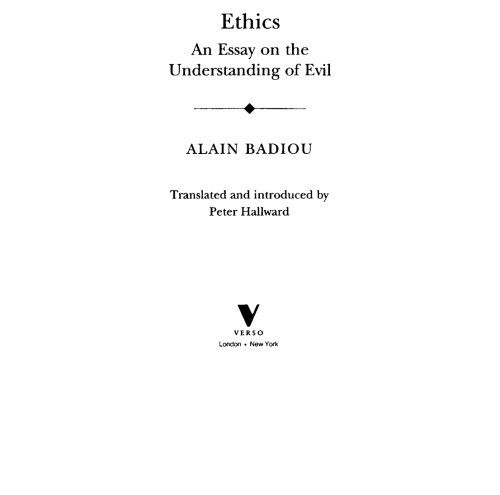 Ethics
An Essay on the
Understanding of Evil
ALAIN BADIOU
Translated and introduced by
Peter Hallward
VERSO
London • New York